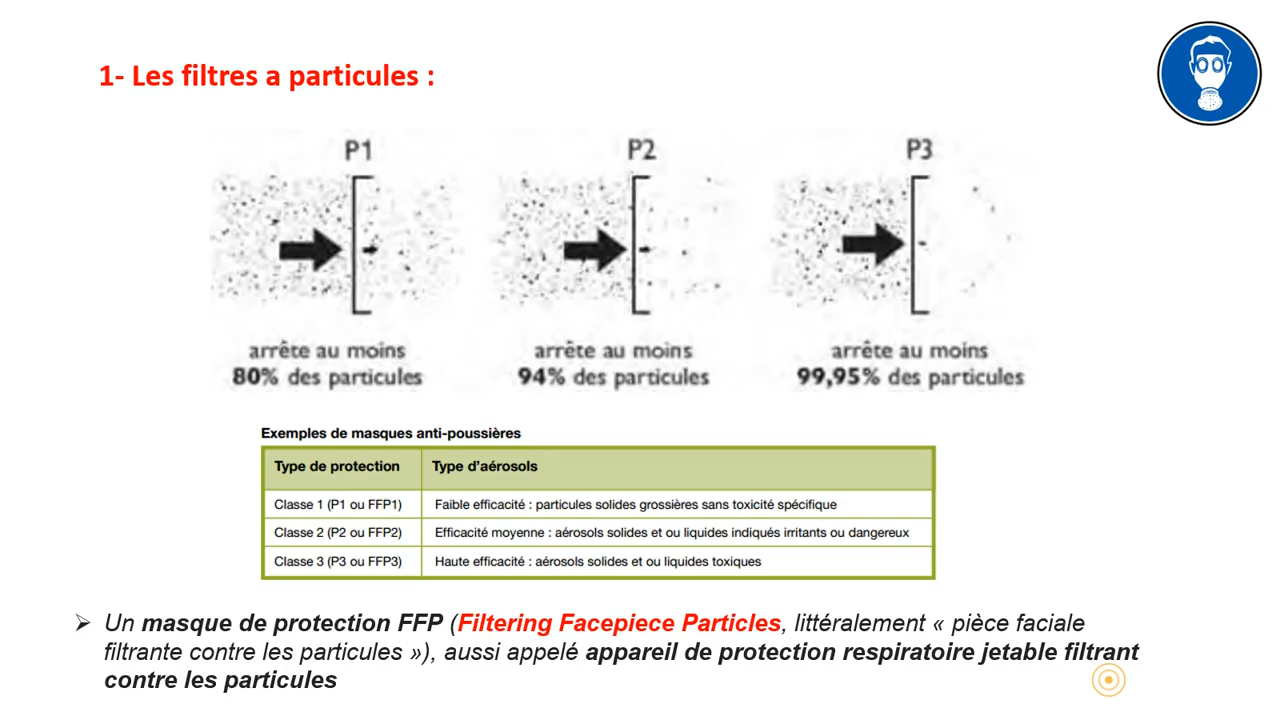 1- Les filtres a particules :
P1
P2
P3
arrête au moins
80% des particules
arrête au moins
94% des particules
arrête au moins
99,95% des particules
Exemples de masques anti-poussières
Type de protection Type d'aérosols
Classe 1 (P1 ou FFP1) Faible efficacité : particules solides grossières sans toxicité spécifique
Classe 2 (P2 ou FFP2) Efficacité moyenne : aérosols solides et ou liquides indiqués irritants ou dangereux
Classe 3 (P3 ou FFP3) Haute efficacité : aérosols solides et ou liquides toxiques
➢ Un masque de protection FFP (Filtering Facepiece Particles, littéralement « pièce faciale
filtrante contre les particules »), aussi appelé appareil de protection respiratoire jetable filtrant
contre les particules